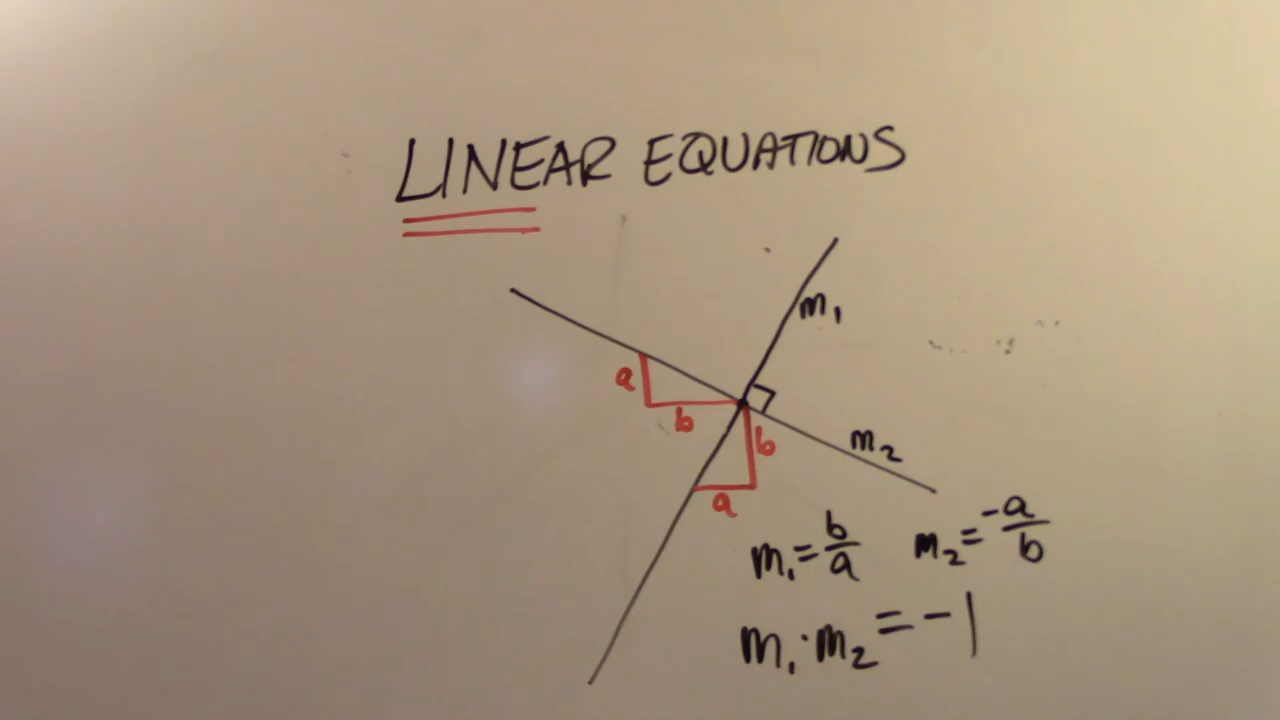 LINEAR EQUATIONS
m₁
a
b
b
m₂
a
m₁ = b/a
m₂ = -a/b
m₁ · m₂ = -1